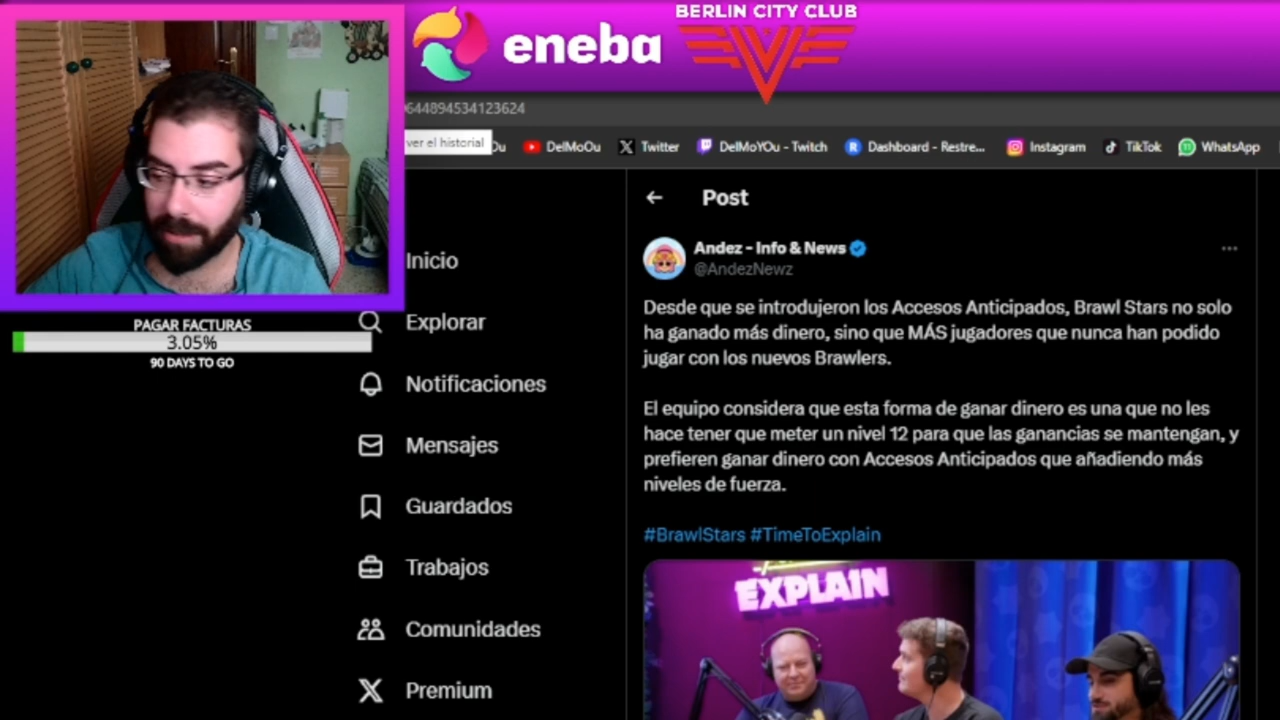 BERLIN CITY CLUB
eneba
644894534123624
ver el historial
DelMoOu
Twitter
DelMoYOu - Twitch
Dashboard - Restre...
Instagram
TikTok
WhatsApp
Post
Andez - Info & News
@AndezNewz
Inicio
Explorar
Notificaciones
Mensajes
Guardados
Trabajos
Comunidades
Premium
PAGAR FACTURAS
3.05%
90 DAYS TO GO
Desde que se introdujeron los Accesos Anticipados, Brawl Stars no solo
ha ganado más dinero, sino que MÁS jugadores que nunca han podido
jugar con los nuevos Brawlers.
El equipo considera que esta forma de ganar dinero es una que no les
hace tener que meter un nivel 12 para que las ganancias se mantengan, y
prefieren ganar dinero con Accesos Anticipados que añadiendo más
niveles de fuerza.
#BrawlStars #TimeToExplain
EXPLAIN